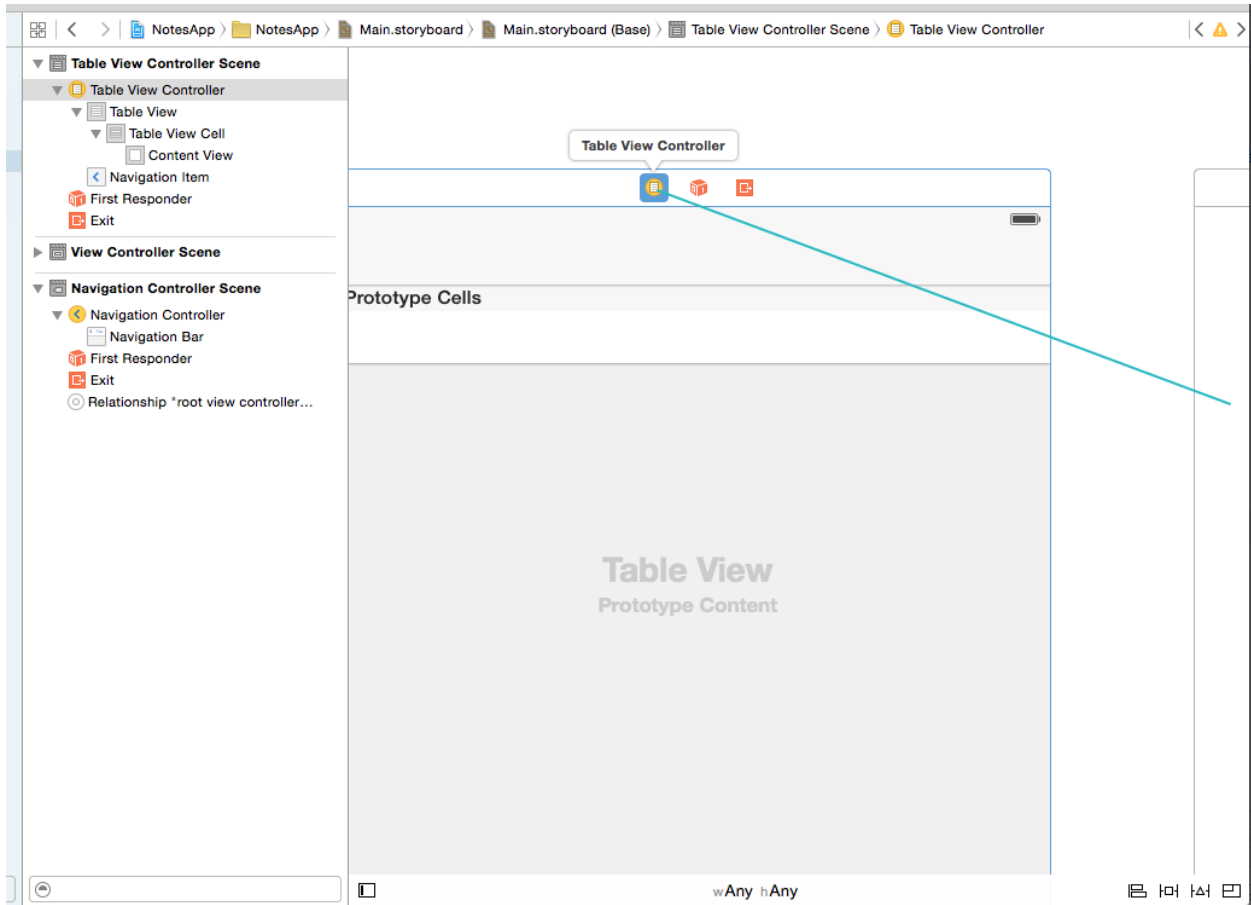 NotesApp NotesApp Main.storyboard Main.storyboard (Base) Table View Controller Scene Table View Controller
Table View Controller Scene
Table View Controller
Table View
Table View Cell
Content View
Navigation Item
First Responder
Exit
View Controller Scene
Navigation Controller Scene
Navigation Controller
Navigation Bar
First Responder
Exit
Relationship "root view controller...
Table View Controller
Prototype Cells
Table View
Prototype Content
wAny hAny